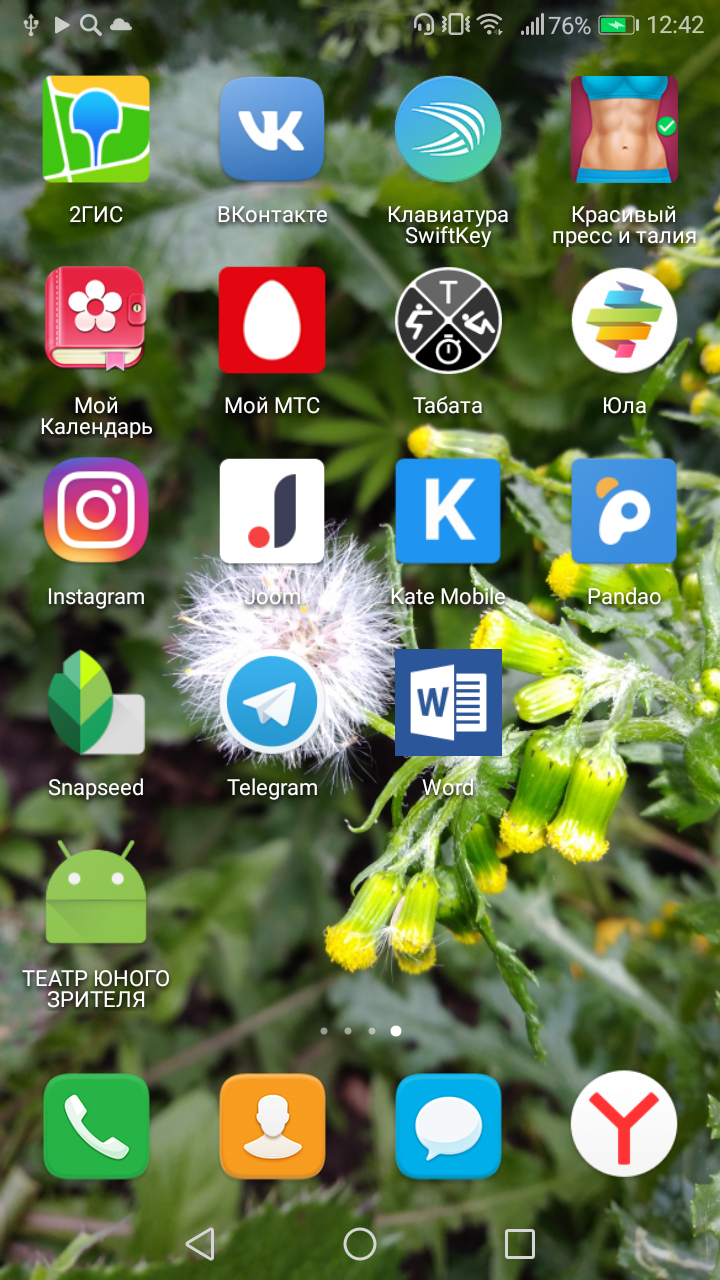 76% 12:42
2ГИС
ВКонтакте
Клавиатура
SwiftKey
Красивый
пресс и талия
T
Мой
Календарь
Мой МТС
Табата
Юла
K
Instagram
Joom
Kate Mobile
Pandao
W
Snapseed
Telegram
Word
ТЕАТР ЮНОГО
ЗРИТЕЛЯ